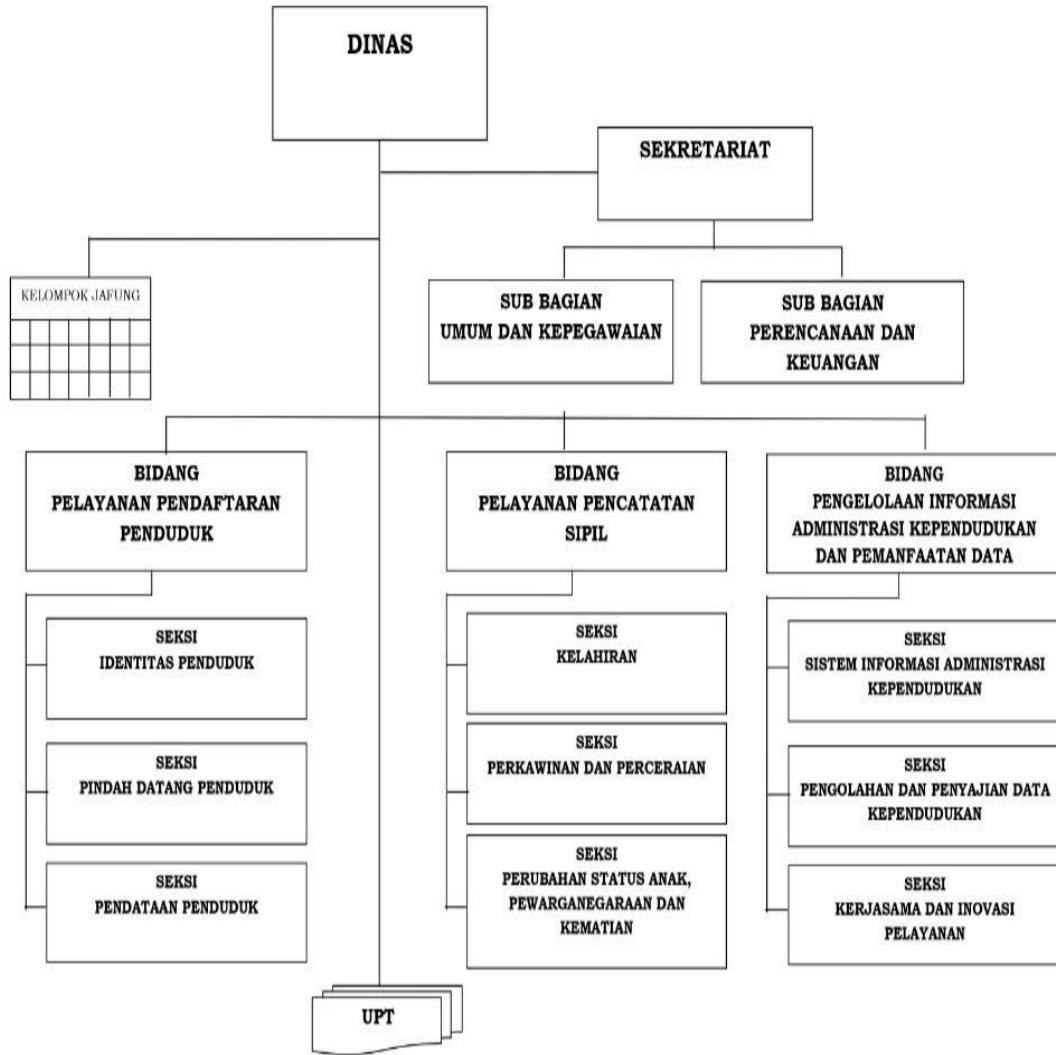 DINAS
SEKRETARIAT
KELOMPOK JAFUNG
SUB BAGIAN
UMUM DAN KEPEGAWAIAN
SUB BAGIAN
PERENCANAAN DAN
KEUANGAN
BIDANG
PELAYANAN PENDAFTARAN
PENDUDUK
BIDANG
PELAYANAN PENCATATAN
SIPIL
BIDANG
PENGELOLAAN INFORMASI
ADMINISTRASI KEPENDUDUKAN
DAN PEMANFAATAN DATA
SEKSI
IDENTITAS PENDUDUK
SEKSI
PINDAH DATANG PENDUDUK
SEKSI
PENDATAAN PENDUDUK
SEKSI
KELAHIRAN
SEKSI
PERKAWINAN DAN PERCERAIAN
SEKSI
PERUBAHAN STATUS ANAK,
PEWARGANEGARAAN DAN
KEMATIAN
SEKSI
SISTEM INFORMASI ADMINISTRASI
KEPENDUDUKAN
SEKSI
PENGOLAHAN DAN PENYAJIAN DATA
KEPENDUDUKAN
SEKSI
KERJASAMA DAN INOVASI
PELAYANAN
UPT